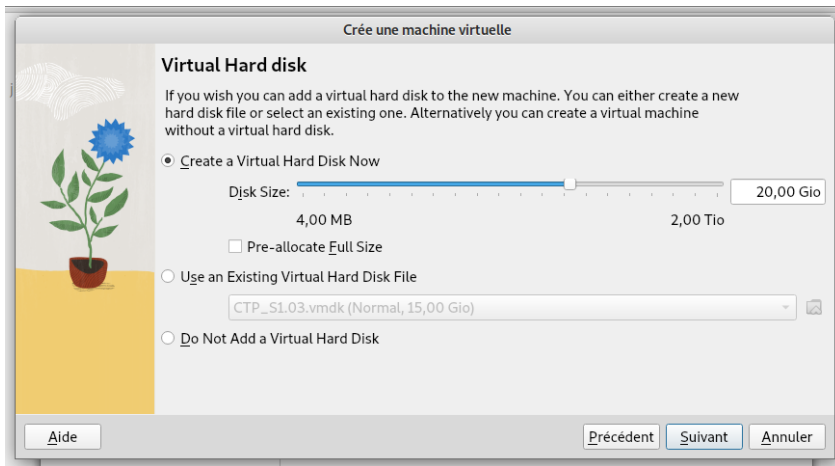 Crée une machine virtuelle
Virtual Hard disk
If you wish you can add a virtual hard disk to the new machine. You can either create a new
hard disk file or select an existing one. Alternatively you can create a virtual machine
without a virtual hard disk.
Create a Virtual Hard Disk Now
Disk Size:
20,00 Gio
4,00 MB
2,00 Tio
Pre-allocate Full Size
Use an Existing Virtual Hard Disk File
CTP_S1.03.vmdk (Normal, 15,00 Gio)
Do Not Add a Virtual Hard Disk
Aide
Précédent
Suivant
Annuler